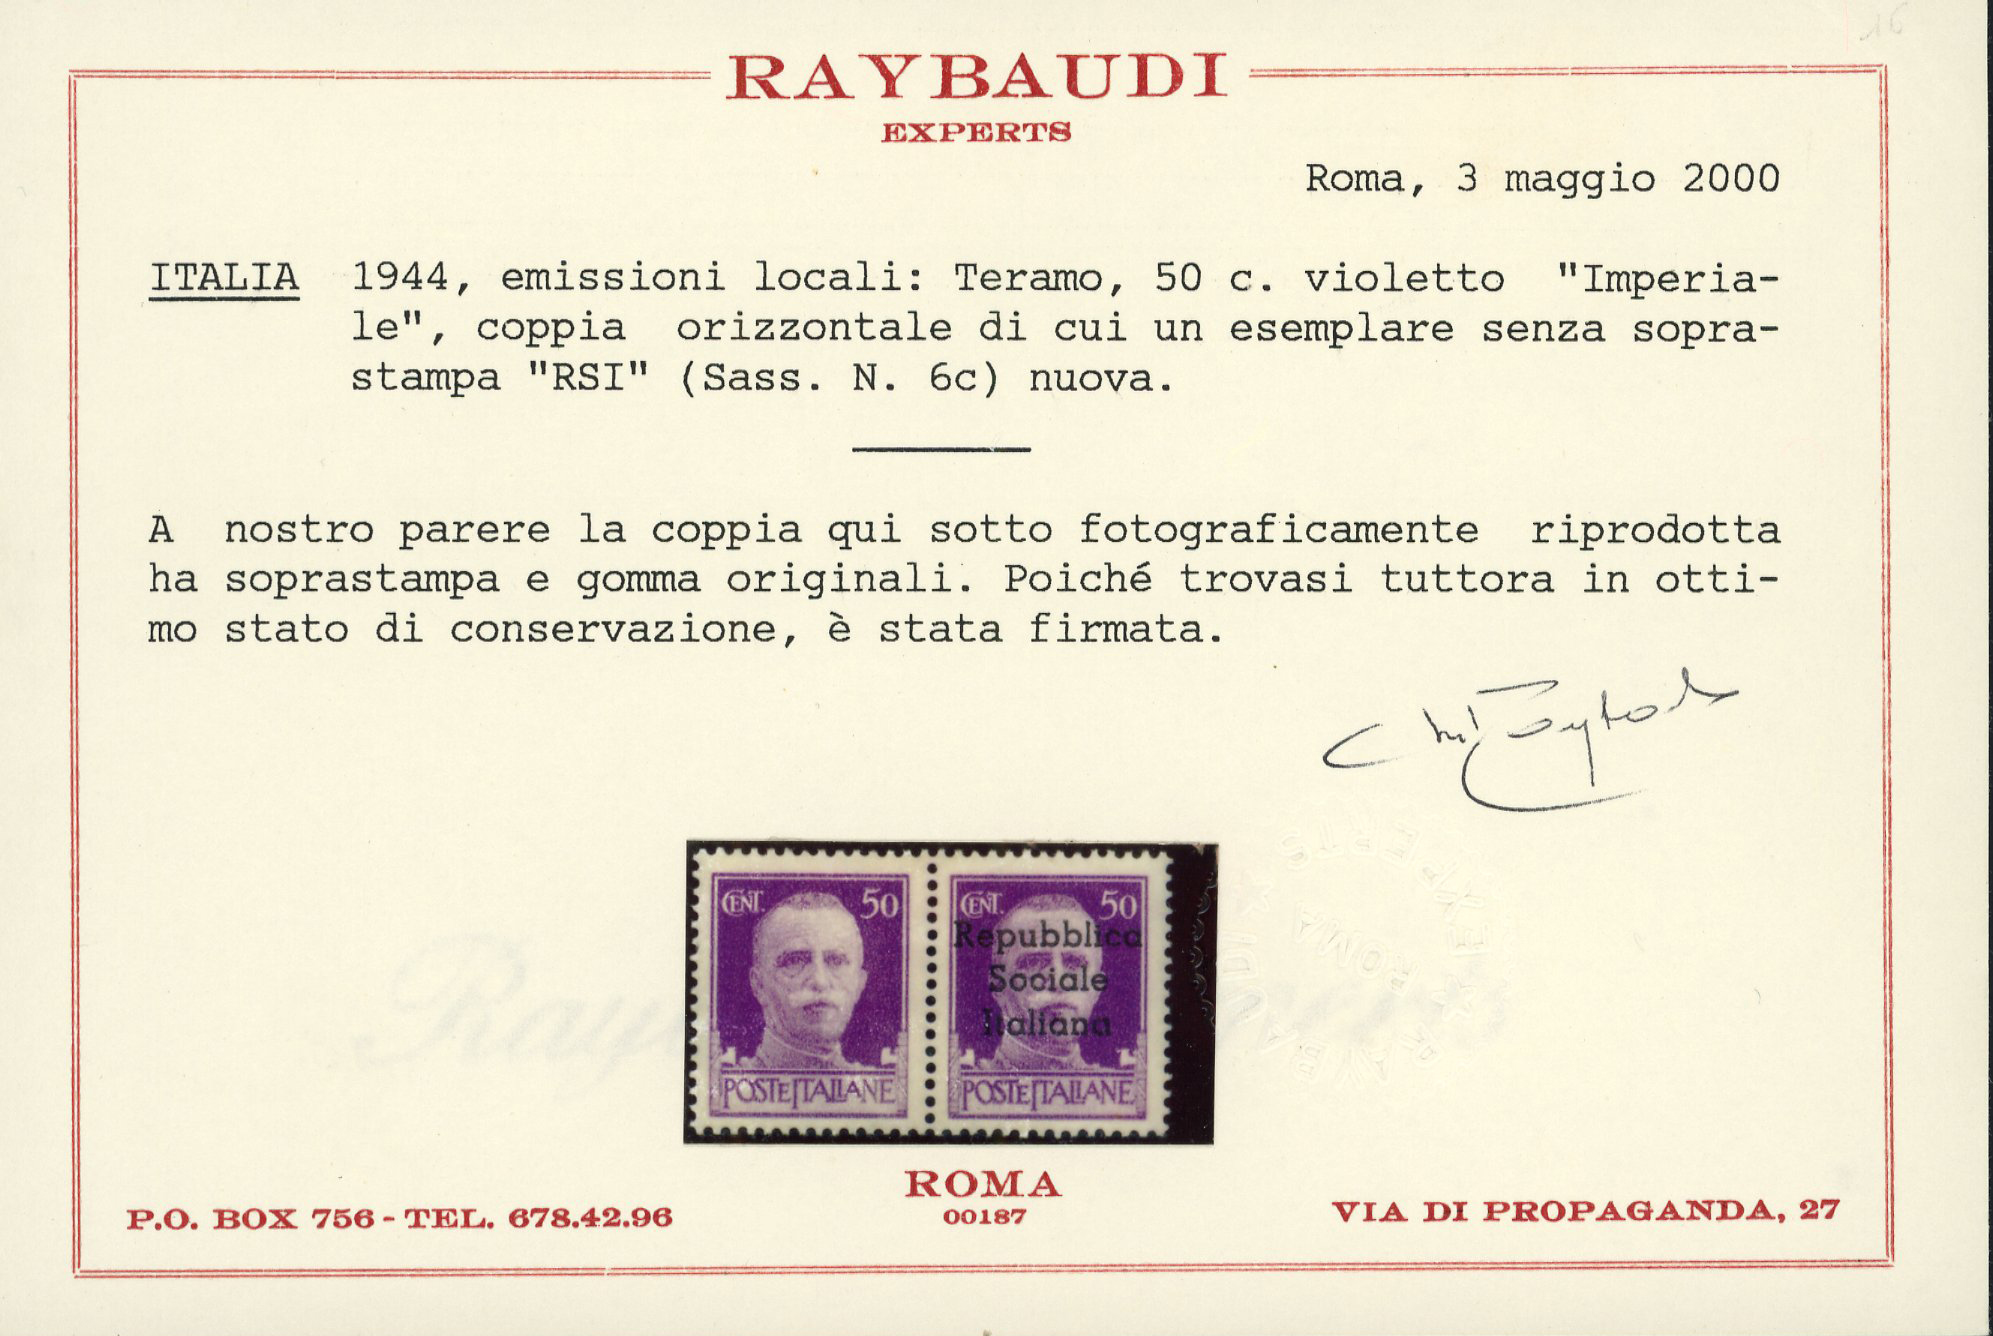 RAYBAUDI
EXPERTS
Roma, 3 maggio 2000
ITALIA 1944, emissioni locali: Teramo, 50 c. violetto "Imperia-
le", coppia orizzontale di cui un esemplare senza sopra-
stampa "RSI" (Sass. N. 6c) nuova.
A nostro parere la coppia qui sotto fotograficamente riprodotta
ha soprastampa e gomma originali. Poiché trovasi tuttora in otti-
mo stato di conservazione, è stata firmata.
CENT. 50
POSTE ITALIANE
CENT. 50
Repubblica
Sociale
Italiana
POSTE ITALIANE
ROMA
00187
P.O. BOX 756 - TEL. 678.42.96
VIA DI PROPAGANDA, 27